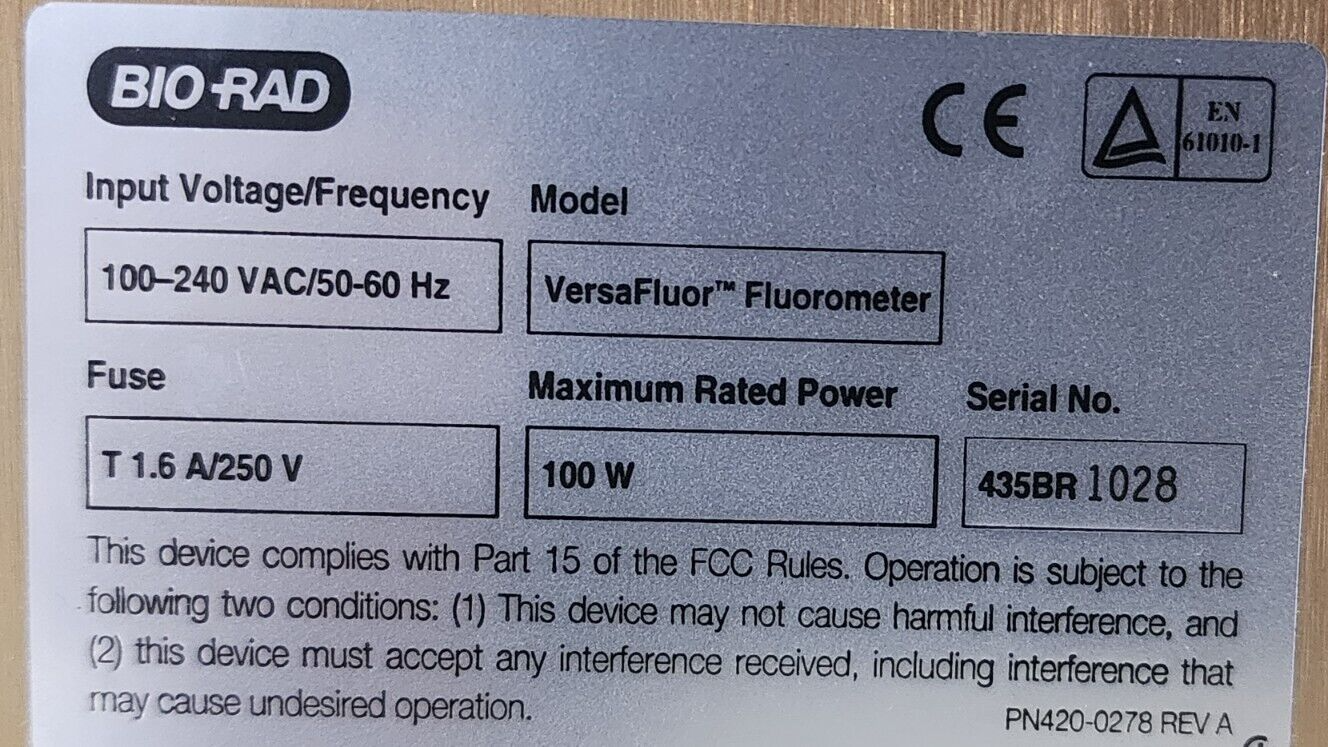 BIO-RAD
CE
EN
61010-1
Input Voltage/Frequency
Model
100–240 VAC/50-60 Hz
VersaFluor™ Fluorometer
Fuse
Maximum Rated Power
Serial No.
T 1.6 A/250 V
100 W
435BR 1028
This device complies with Part 15 of the FCC Rules. Operation is subject to the
following two conditions: (1) This device may not cause harmful interference, and
(2) this device must accept any interference received, including interference that
may cause undesired operation.
PN420-0278 REV A